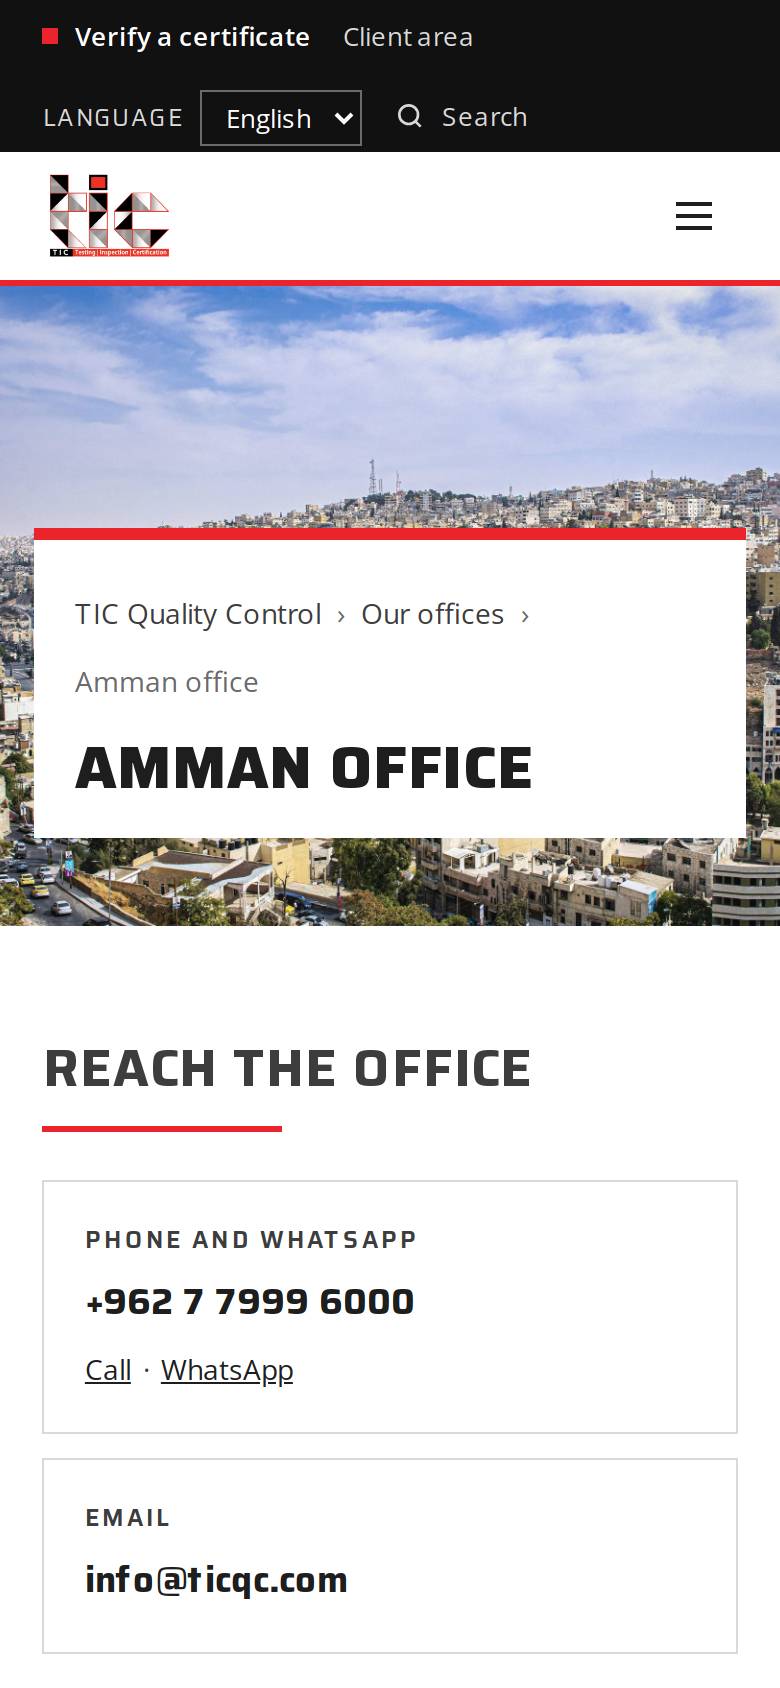 Verify a certificate Client area
LANGUAGE English Search
tic
TIC Testing | Inspection | Certification
TIC Quality Control › Our offices ›
Amman office
AMMAN OFFICE
REACH THE OFFICE
PHONE AND WHATSAPP
+962 7 7999 6000
Call · WhatsApp
EMAIL
info@ticqc.com